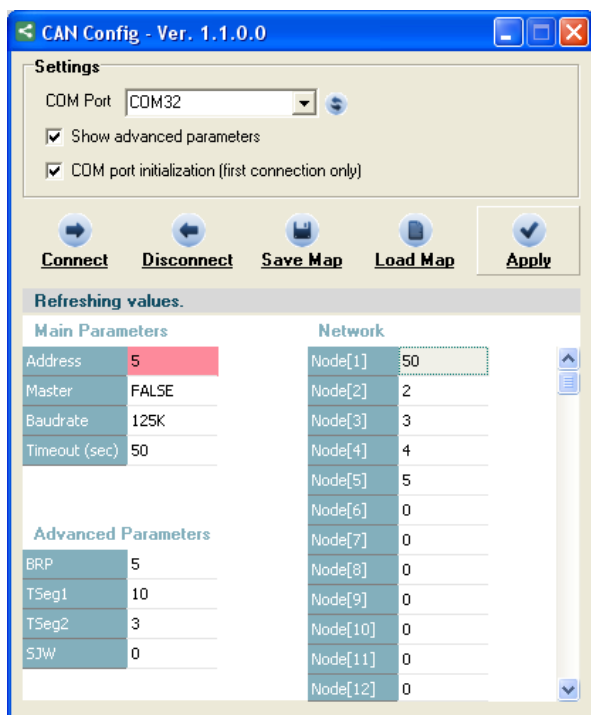 CAN Config - Ver. 1.1.0.0
Settings
COM Port COM32
Show advanced parameters
COM port initialization (first connection only)
Connect Disconnect Save Map Load Map Apply
Refreshing values.
Main Parameters
Address 5
Master FALSE
Baudrate 125K
Timeout (sec) 50
Advanced Parameters
BRP 5
TSeg1 10
TSeg2 3
SJW 0
Network
Node[1] 50
Node[2] 2
Node[3] 3
Node[4] 4
Node[5] 5
Node[6] 0
Node[7] 0
Node[8] 0
Node[9] 0
Node[10] 0
Node[11] 0
Node[12] 0